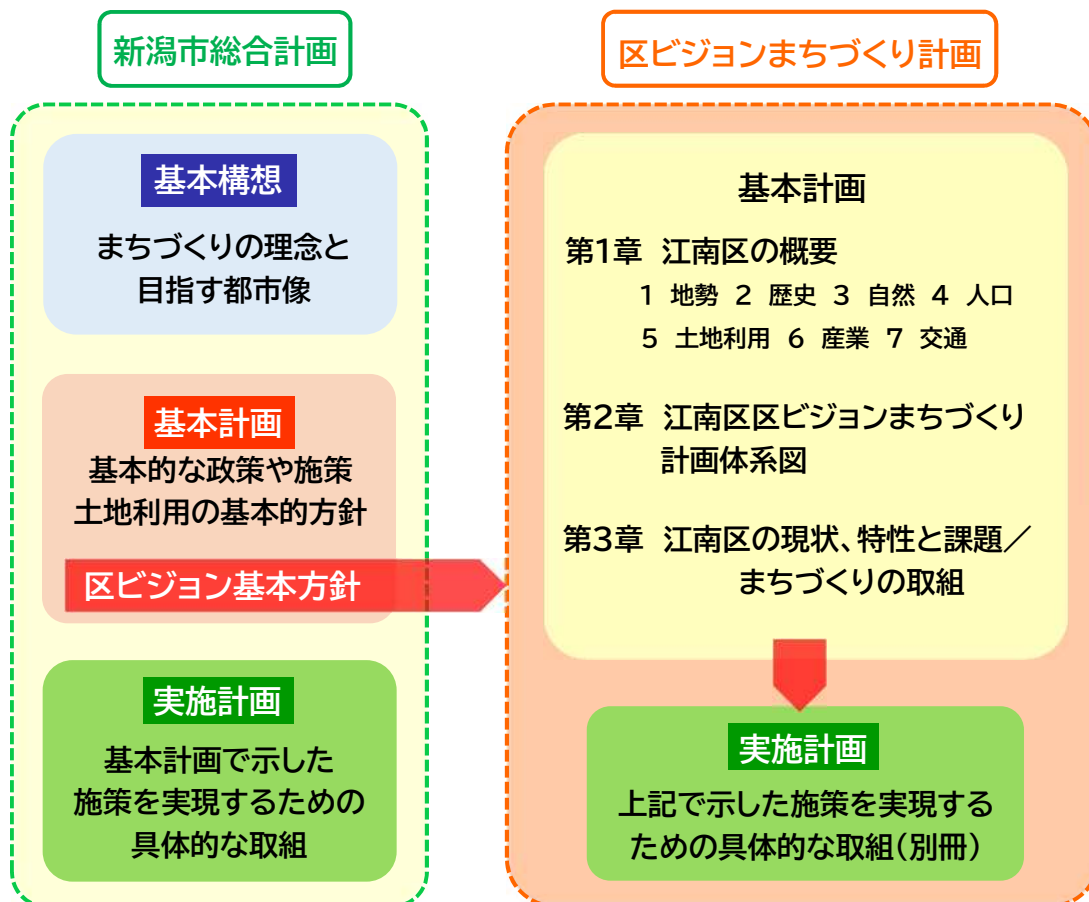 新潟市総合計画
基本構想
まちづくりの理念と
目指す都市像
基本計画
基本的な政策や施策
土地利用の基本的方針
区ビジョン基本方針
実施計画
基本計画で示した
施策を実現するための
具体的な取組
区ビジョンまちづくり計画
基本計画
第1章 江南区の概要
1 地勢 2 歴史 3 自然 4 人口
5 土地利用 6 産業 7 交通
第2章 江南区区ビジョンまちづくり
計画体系図
第3章 江南区の現状、特性と課題／
まちづくりの取組
実施計画
上記で示した施策を実現する
ための具体的な取組(別冊)